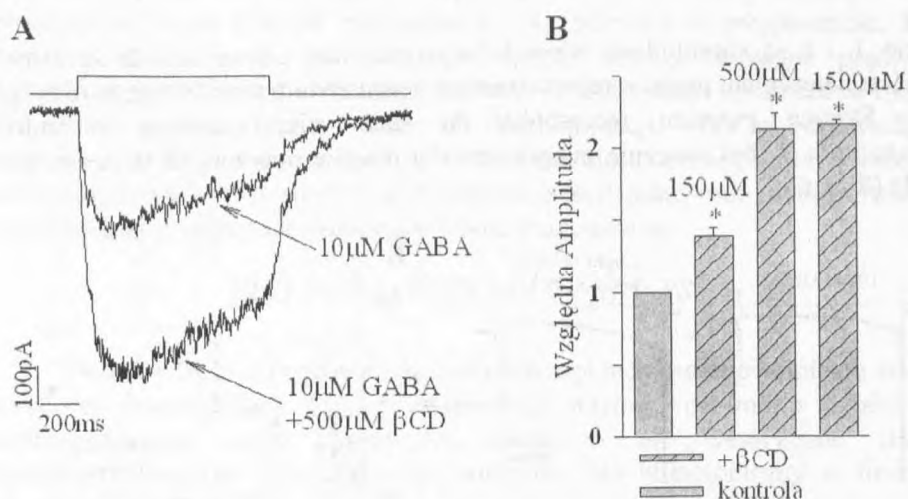 A
10μM GABA
10μM GABA
+500μM βCD
100pA
200ms
B
500μM
1500μM
*
*
150μM
*
Względna Amplituda
2
1
0
+βCD
kontrola